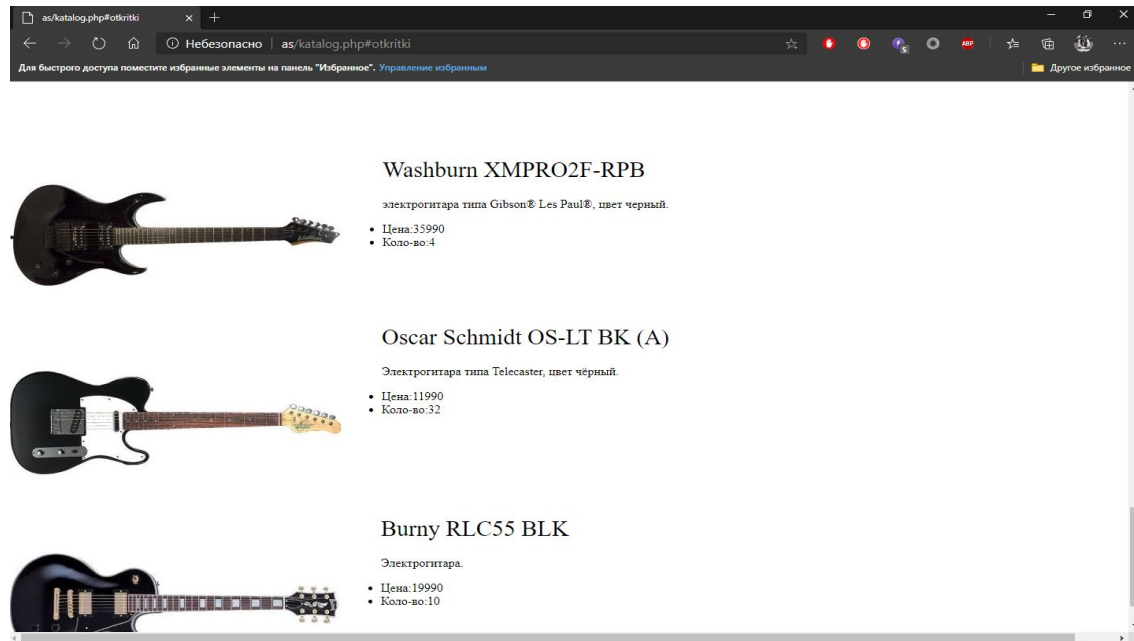 as/katalog.php#otkritki
Небезопасно as/katalog.php#otkritki
Для быстрого доступа поместите избранные элементы на панель "Избранное". Управление избранным
Другое избранное
Washburn XMPRO2F-RPB
электрогитара типа Gibson® Les Paul®, цвет черный.
Цена:35990
Коло-во:4
Oscar Schmidt OS-LT BK (A)
Электрогитара типа Telecaster, цвет чёрный.
Цена:11990
Коло-во:32
Burny RLC55 BLK
Электрогитара.
Цена:19990
Коло-во:10